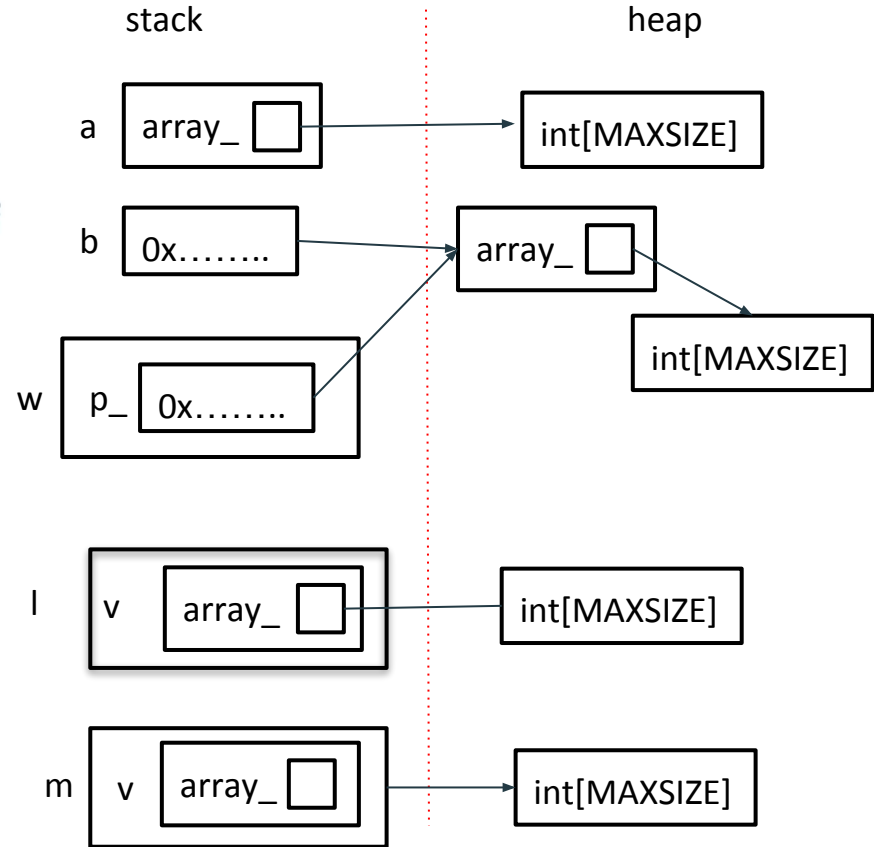 stack heap
a array_ int[MAXSIZE]
b 0x…….. array_
int[MAXSIZE]
w p_ 0x……..
l v array_ int[MAXSIZE]
m v array_ int[MAXSIZE]